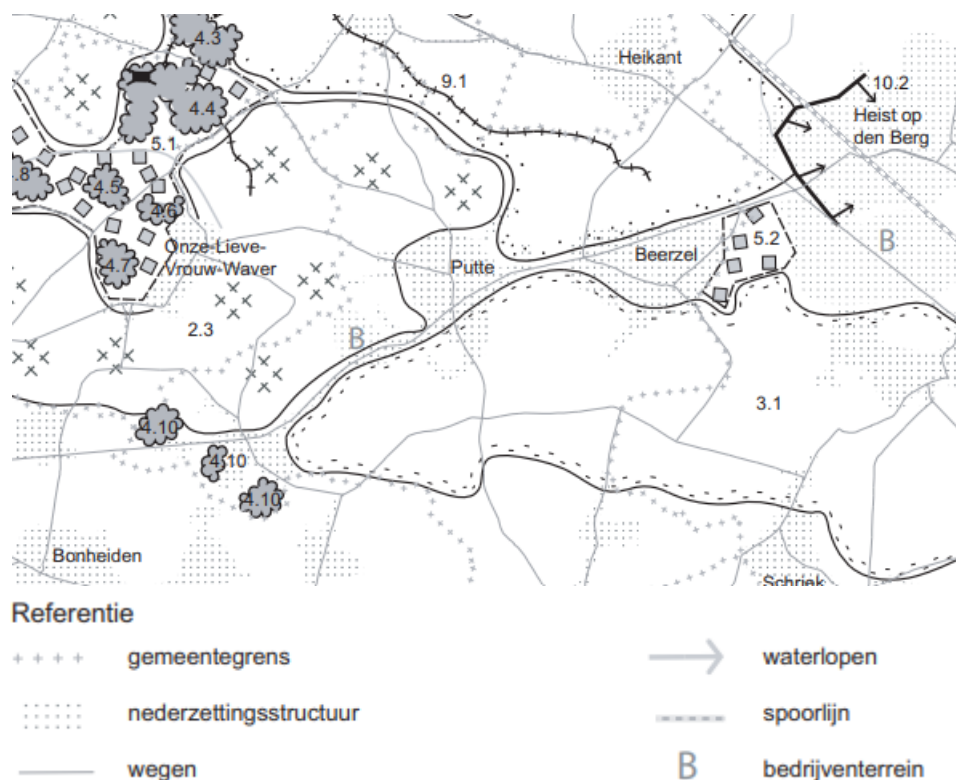 4.3
Heikant
9.1
10.2
4.4
Heist op
den Berg
5.1
.8
4.5
4.6
5.2
B
Onze-Lieve-
Vrouw-Waver
4.7
Putte
Beerzel
2.3
B
3.1
4.10
4.10
4.10
Bonheiden
Schriek
Referentie
gemeentegrens
waterlopen
nederzettingsstructuur
spoorlijn
wegen
B
bedrijventerrein